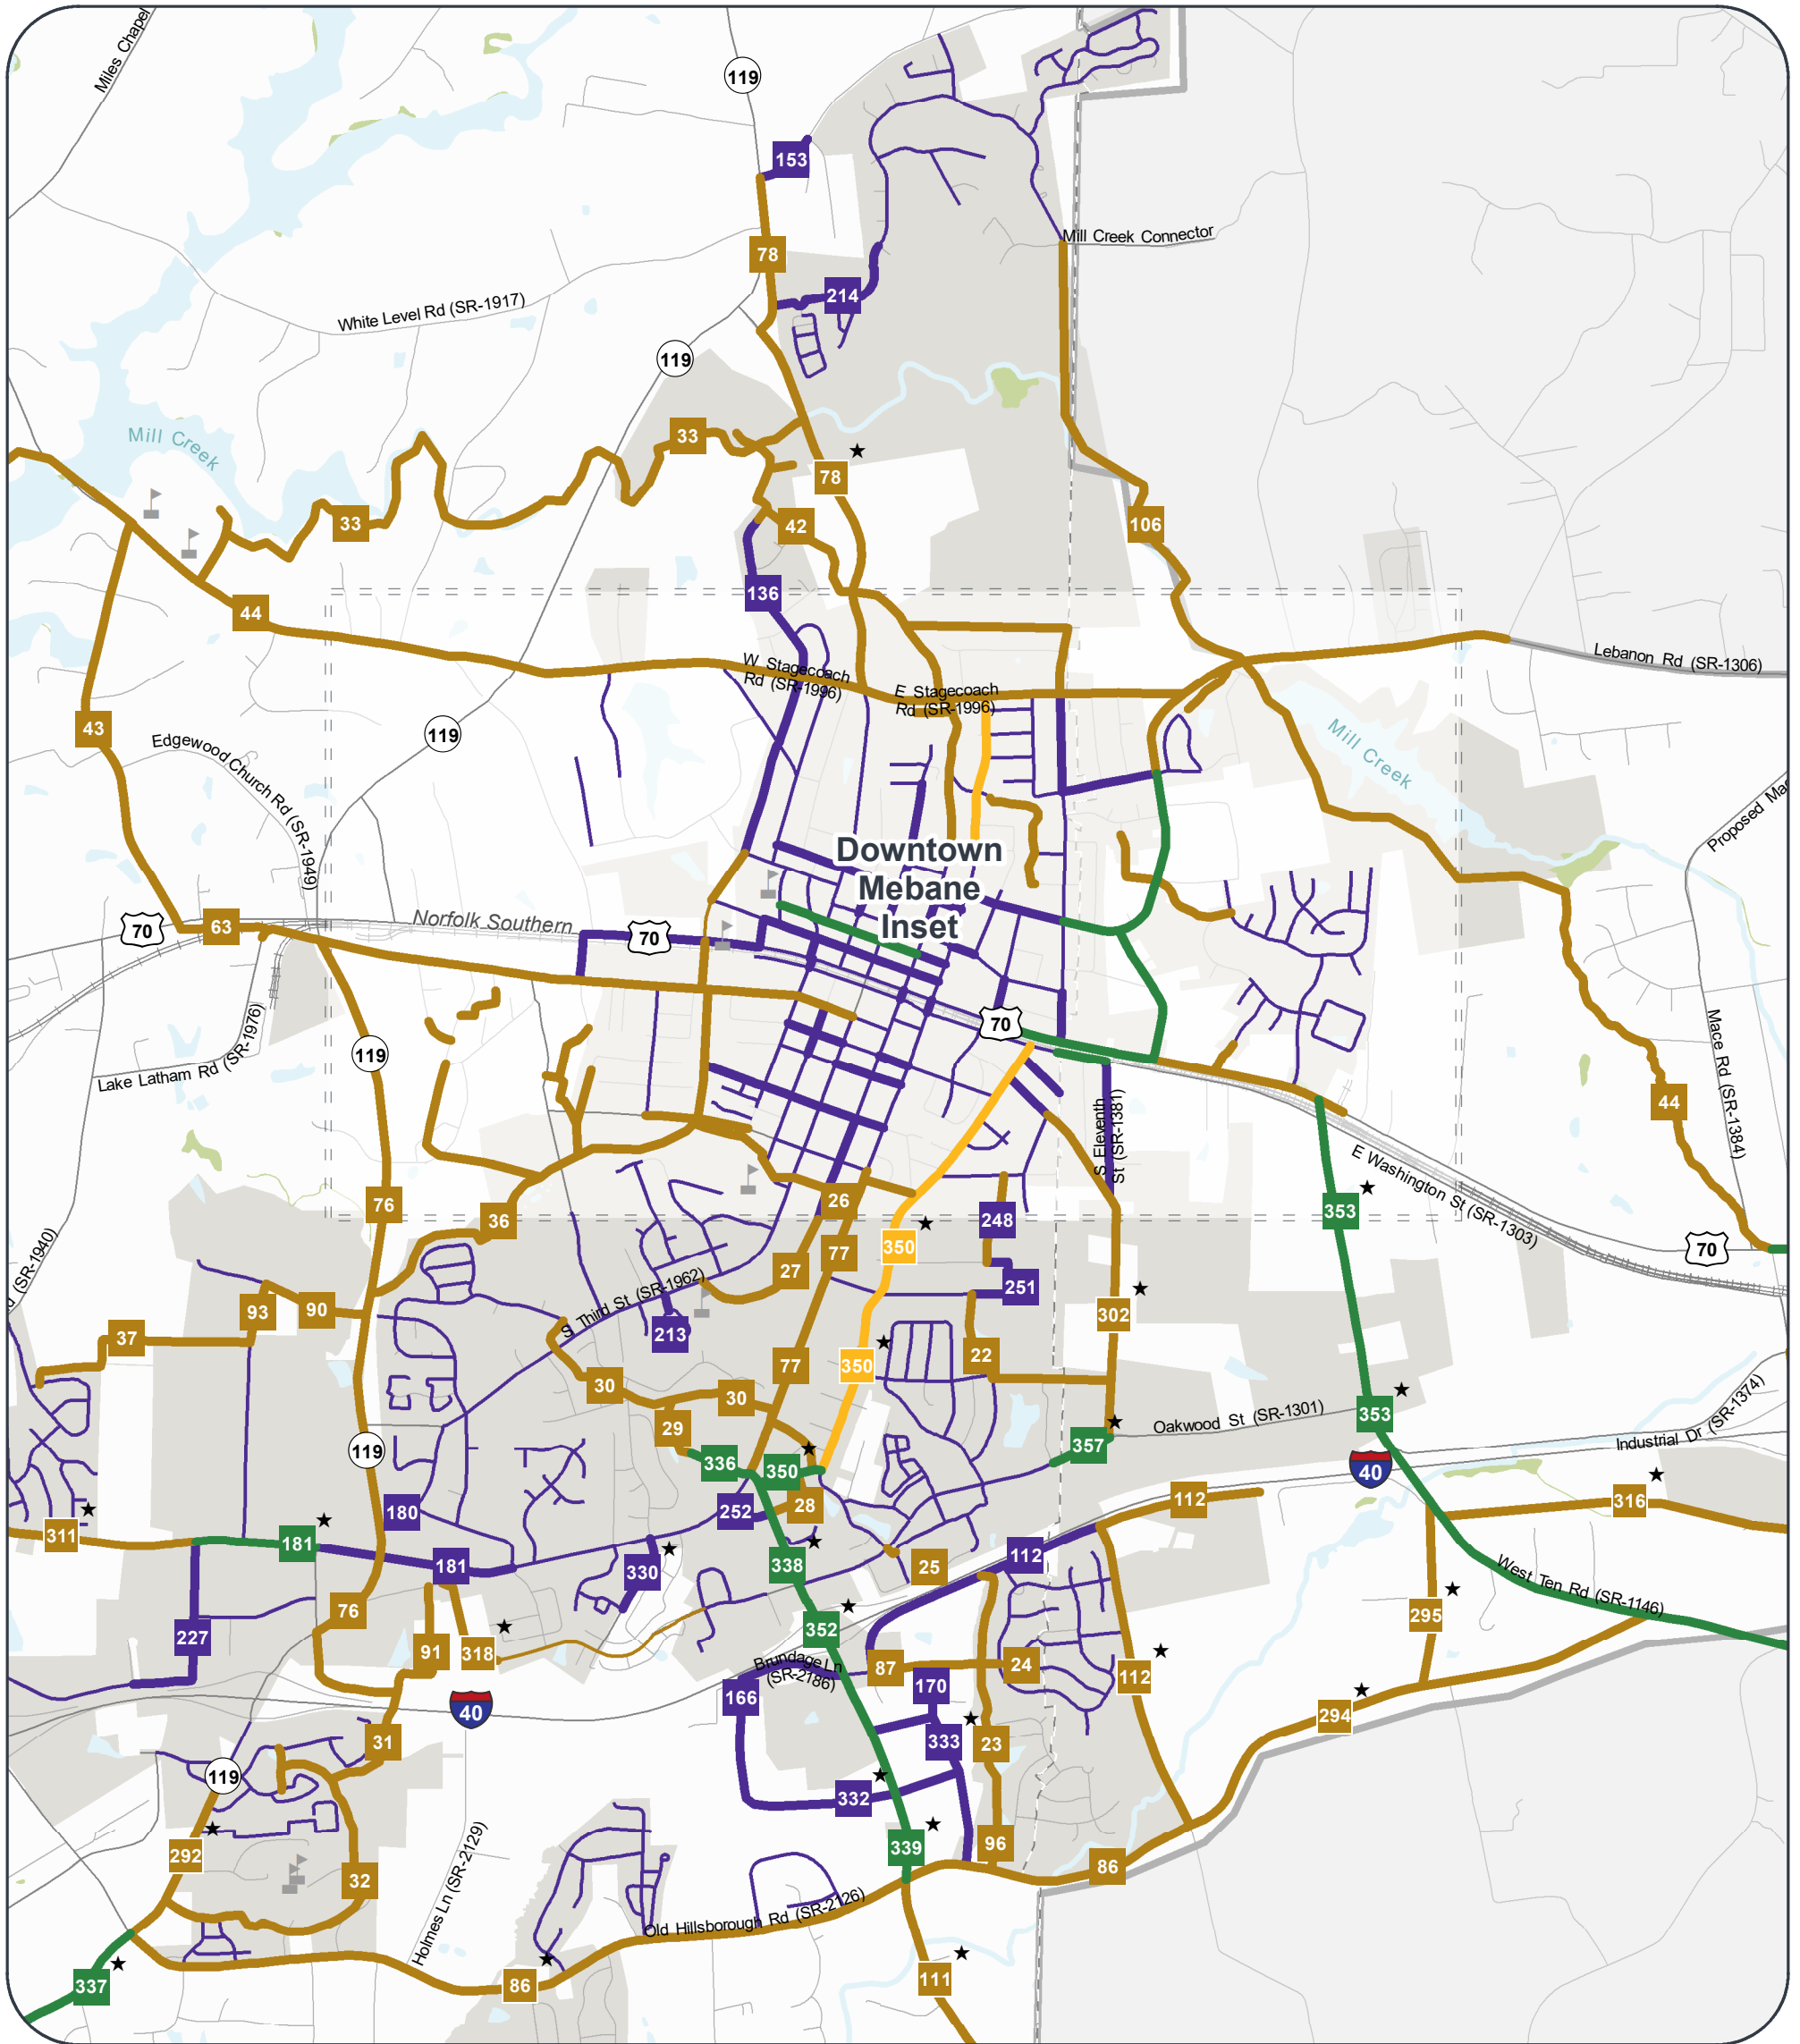 Miles Chapel
119
153
78
Mill Creek Connector
214
White Level Rd (SR-1917)
119
Mill Creek
33
78
33
42
106
136
44
W Stagecoach
Rd (SR-1996)
Lebanon Rd (SR-1306)
E Stagecoach
Rd (SR-1996)
43
119
Edgewood Church Rd (SR-1949)
Mill Creek
Proposed Ma
Downtown
Mebane
Inset
70
63
Norfolk Southern
70
70
Lake Latham Rd (SR-1976)
119
Mace Rd (SR-1384)
44
S Eleventh
St (SR-1381)
E Washington St (SR-1303)
76
36
26
248
353
77
350
70
(SR-1940)
27
251
93
90
S Third St (SR-1962)
302
37
213
22
77
350
30
30
353
Industrial Dr (SR-1374)
Oakwood St (SR-1301)
29
357
119
336
350
40
112
316
180
252
28
311
181
181
338
112
25
330
West Ten Rd (SR-1146)
76
295
227
352
91
318
Brundage Ln
(SR-2186)
87
24
112
166
170
40
294
31
333
23
119
332
292
339
96
86
32
Holmes Ln (SR-2129)
Old Hillsborough Rd (SR-2126)
337
86
111